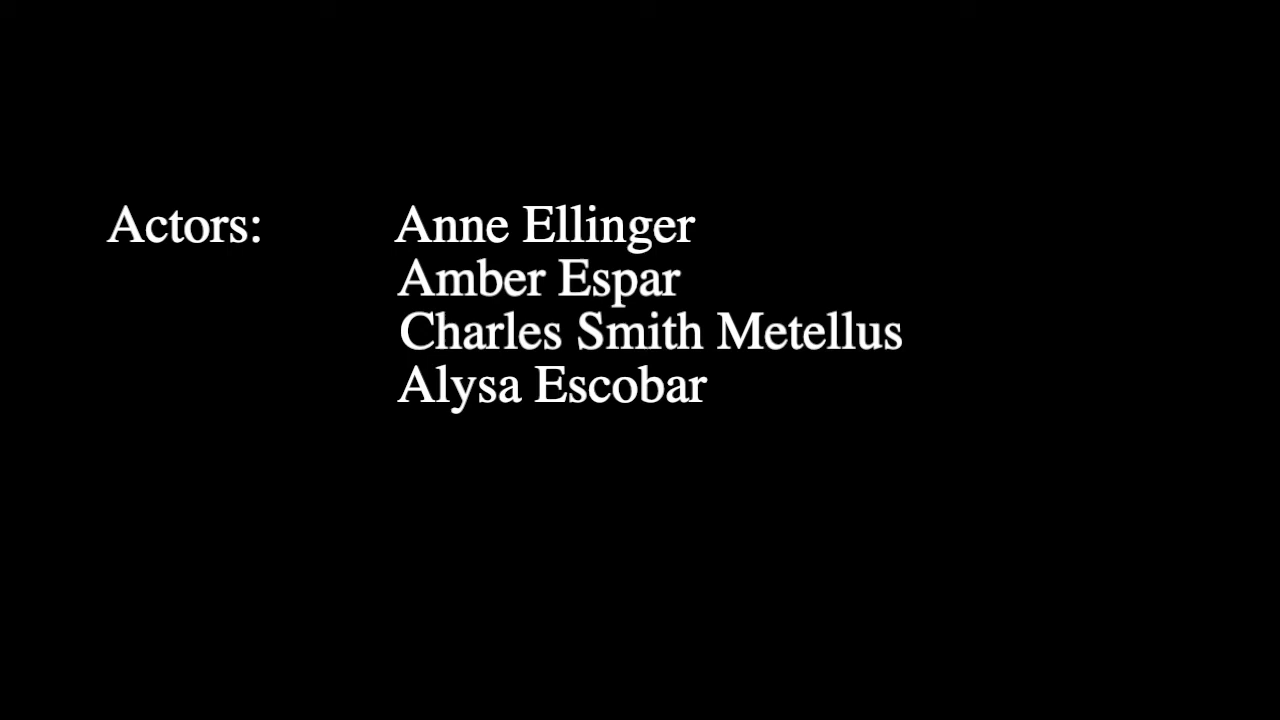 Actors: Anne Ellinger
Amber Espar
Charles Smith Metellus
Alysa Escobar